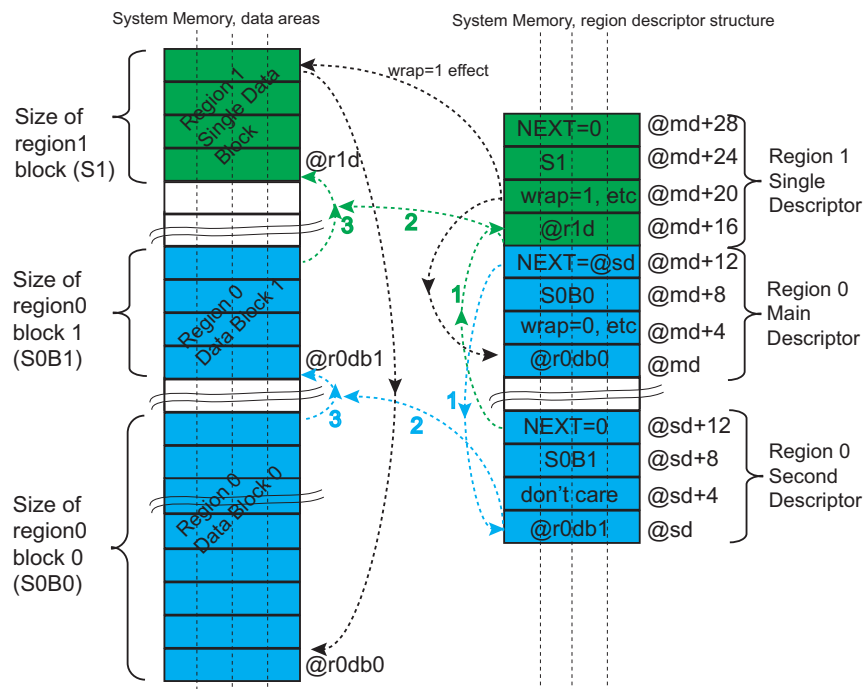 System Memory, data areas
System Memory, region descriptor structure
wrap=1 effect
Size of
region1
block (S1)
Region 1
Single Data
Block
@r1d
3
2
Size of
region0
block 1
(S0B1)
Region 0
Data Block 1
@r0db1
3
2
Size of
region0
block 0
(S0B0)
Region 0
Data Block 0
@r0db0
1
1
NEXT=0
@md+28
S1
@md+24
wrap=1, etc
@md+20
@r1d
@md+16
Region 1
Single
Descriptor
NEXT=@sd
@md+12
S0B0
@md+8
wrap=0, etc
@md+4
@r0db0
@md
Region 0
Main
Descriptor
NEXT=0
@sd+12
S0B1
@sd+8
don't care
@sd+4
@r0db1
@sd
Region 0
Second
Descriptor